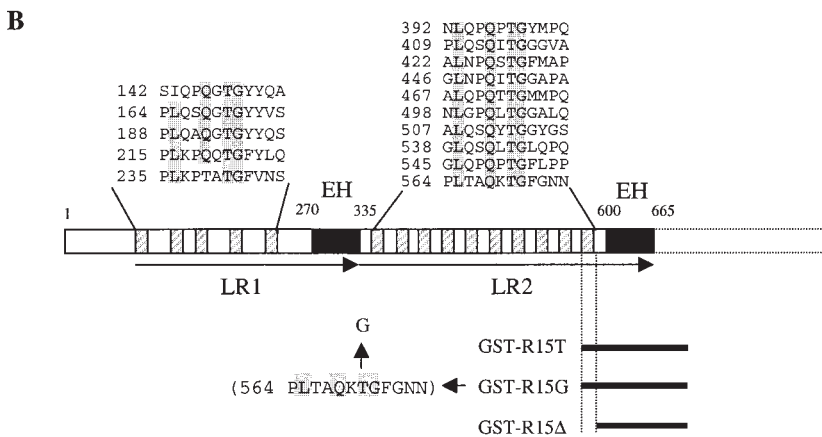 B
142 SIQPQGTGYYQA
164 PLQSQGTGYYVS
188 PLQAQGTGYYQS
215 PLKPQQTGFYLQ
235 PLKPTATGFVNS
392 NLQPQPTGYMPQ
409 PLQSQITGGGVA
422 ALNPQSTGFMAP
446 GLNPQITGGAPA
467 ALQPQTTGMMPQ
498 NLGPQLTGGALQ
507 ALQSQYTGGYGS
538 GLQSQLTGLQPQ
545 GLQPQPTGFLPP
564 PLTAQKTGFGNN
1
EH
270
335
EH
600
665
LR1
LR2
G
GST-R15T
(564 PLTAQKTGFGNN)
GST-R15G
GST-R15Δ